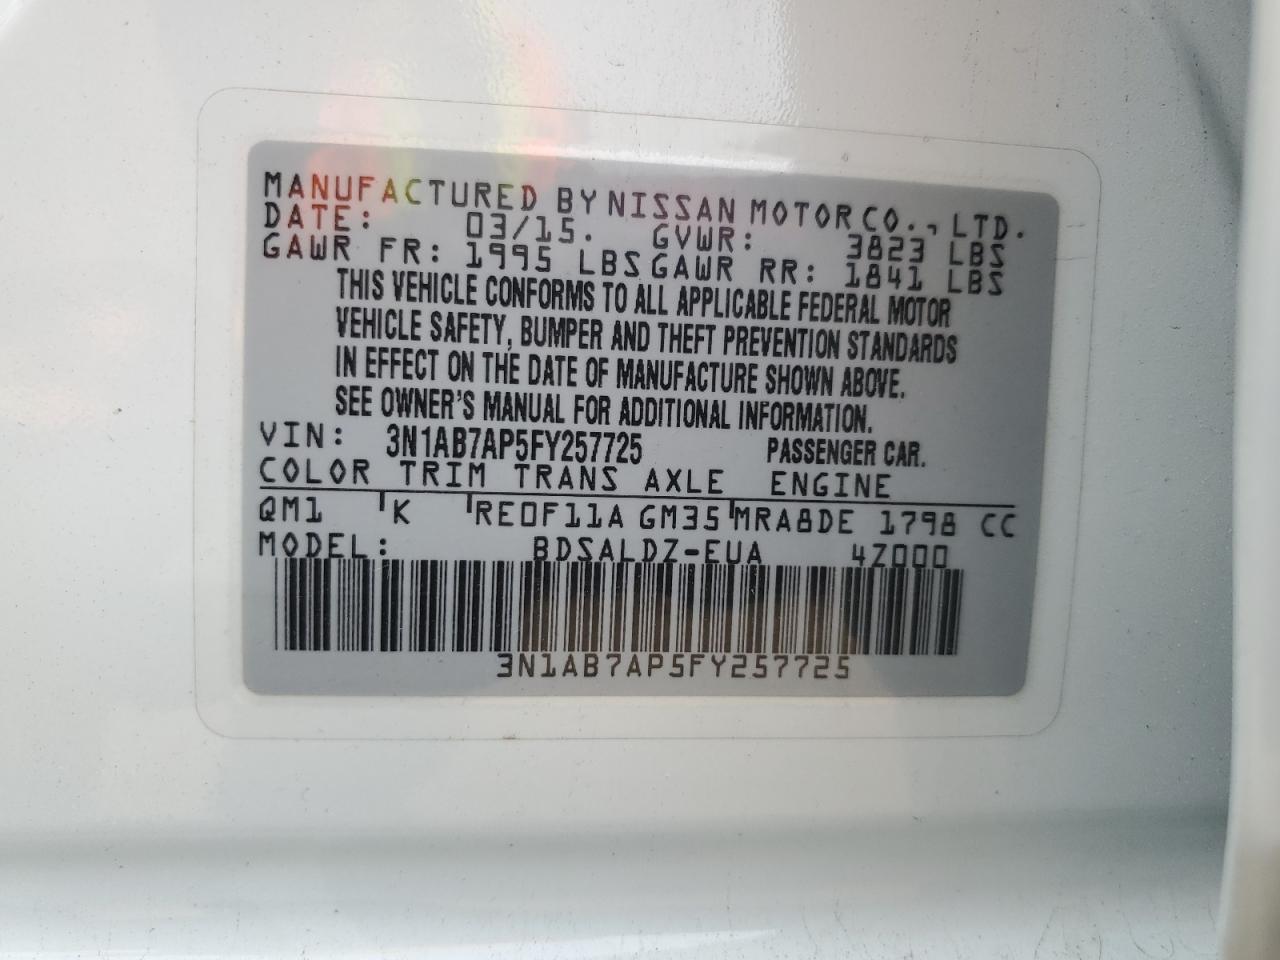 MANUFACTURED BY NISSAN MOTOR CO., LTD.
DATE: 03/15. GVWR: 3823 LBS
GAWR FR: 1995 LBS GAWR RR: 1841 LBS
THIS VEHICLE CONFORMS TO ALL APPLICABLE FEDERAL MOTOR
VEHICLE SAFETY, BUMPER AND THEFT PREVENTION STANDARDS
IN EFFECT ON THE DATE OF MANUFACTURE SHOWN ABOVE.
SEE OWNER'S MANUAL FOR ADDITIONAL INFORMATION.
VIN: 3N1AB7AP5FY257725 PASSENGER CAR.
COLOR TRIM TRANS AXLE ENGINE
QM1 K RE0F11A GM35 MRA8DE 1798 CC
MODEL: BDSALDZ-EUA 4Z000
3N1AB7AP5FY257725